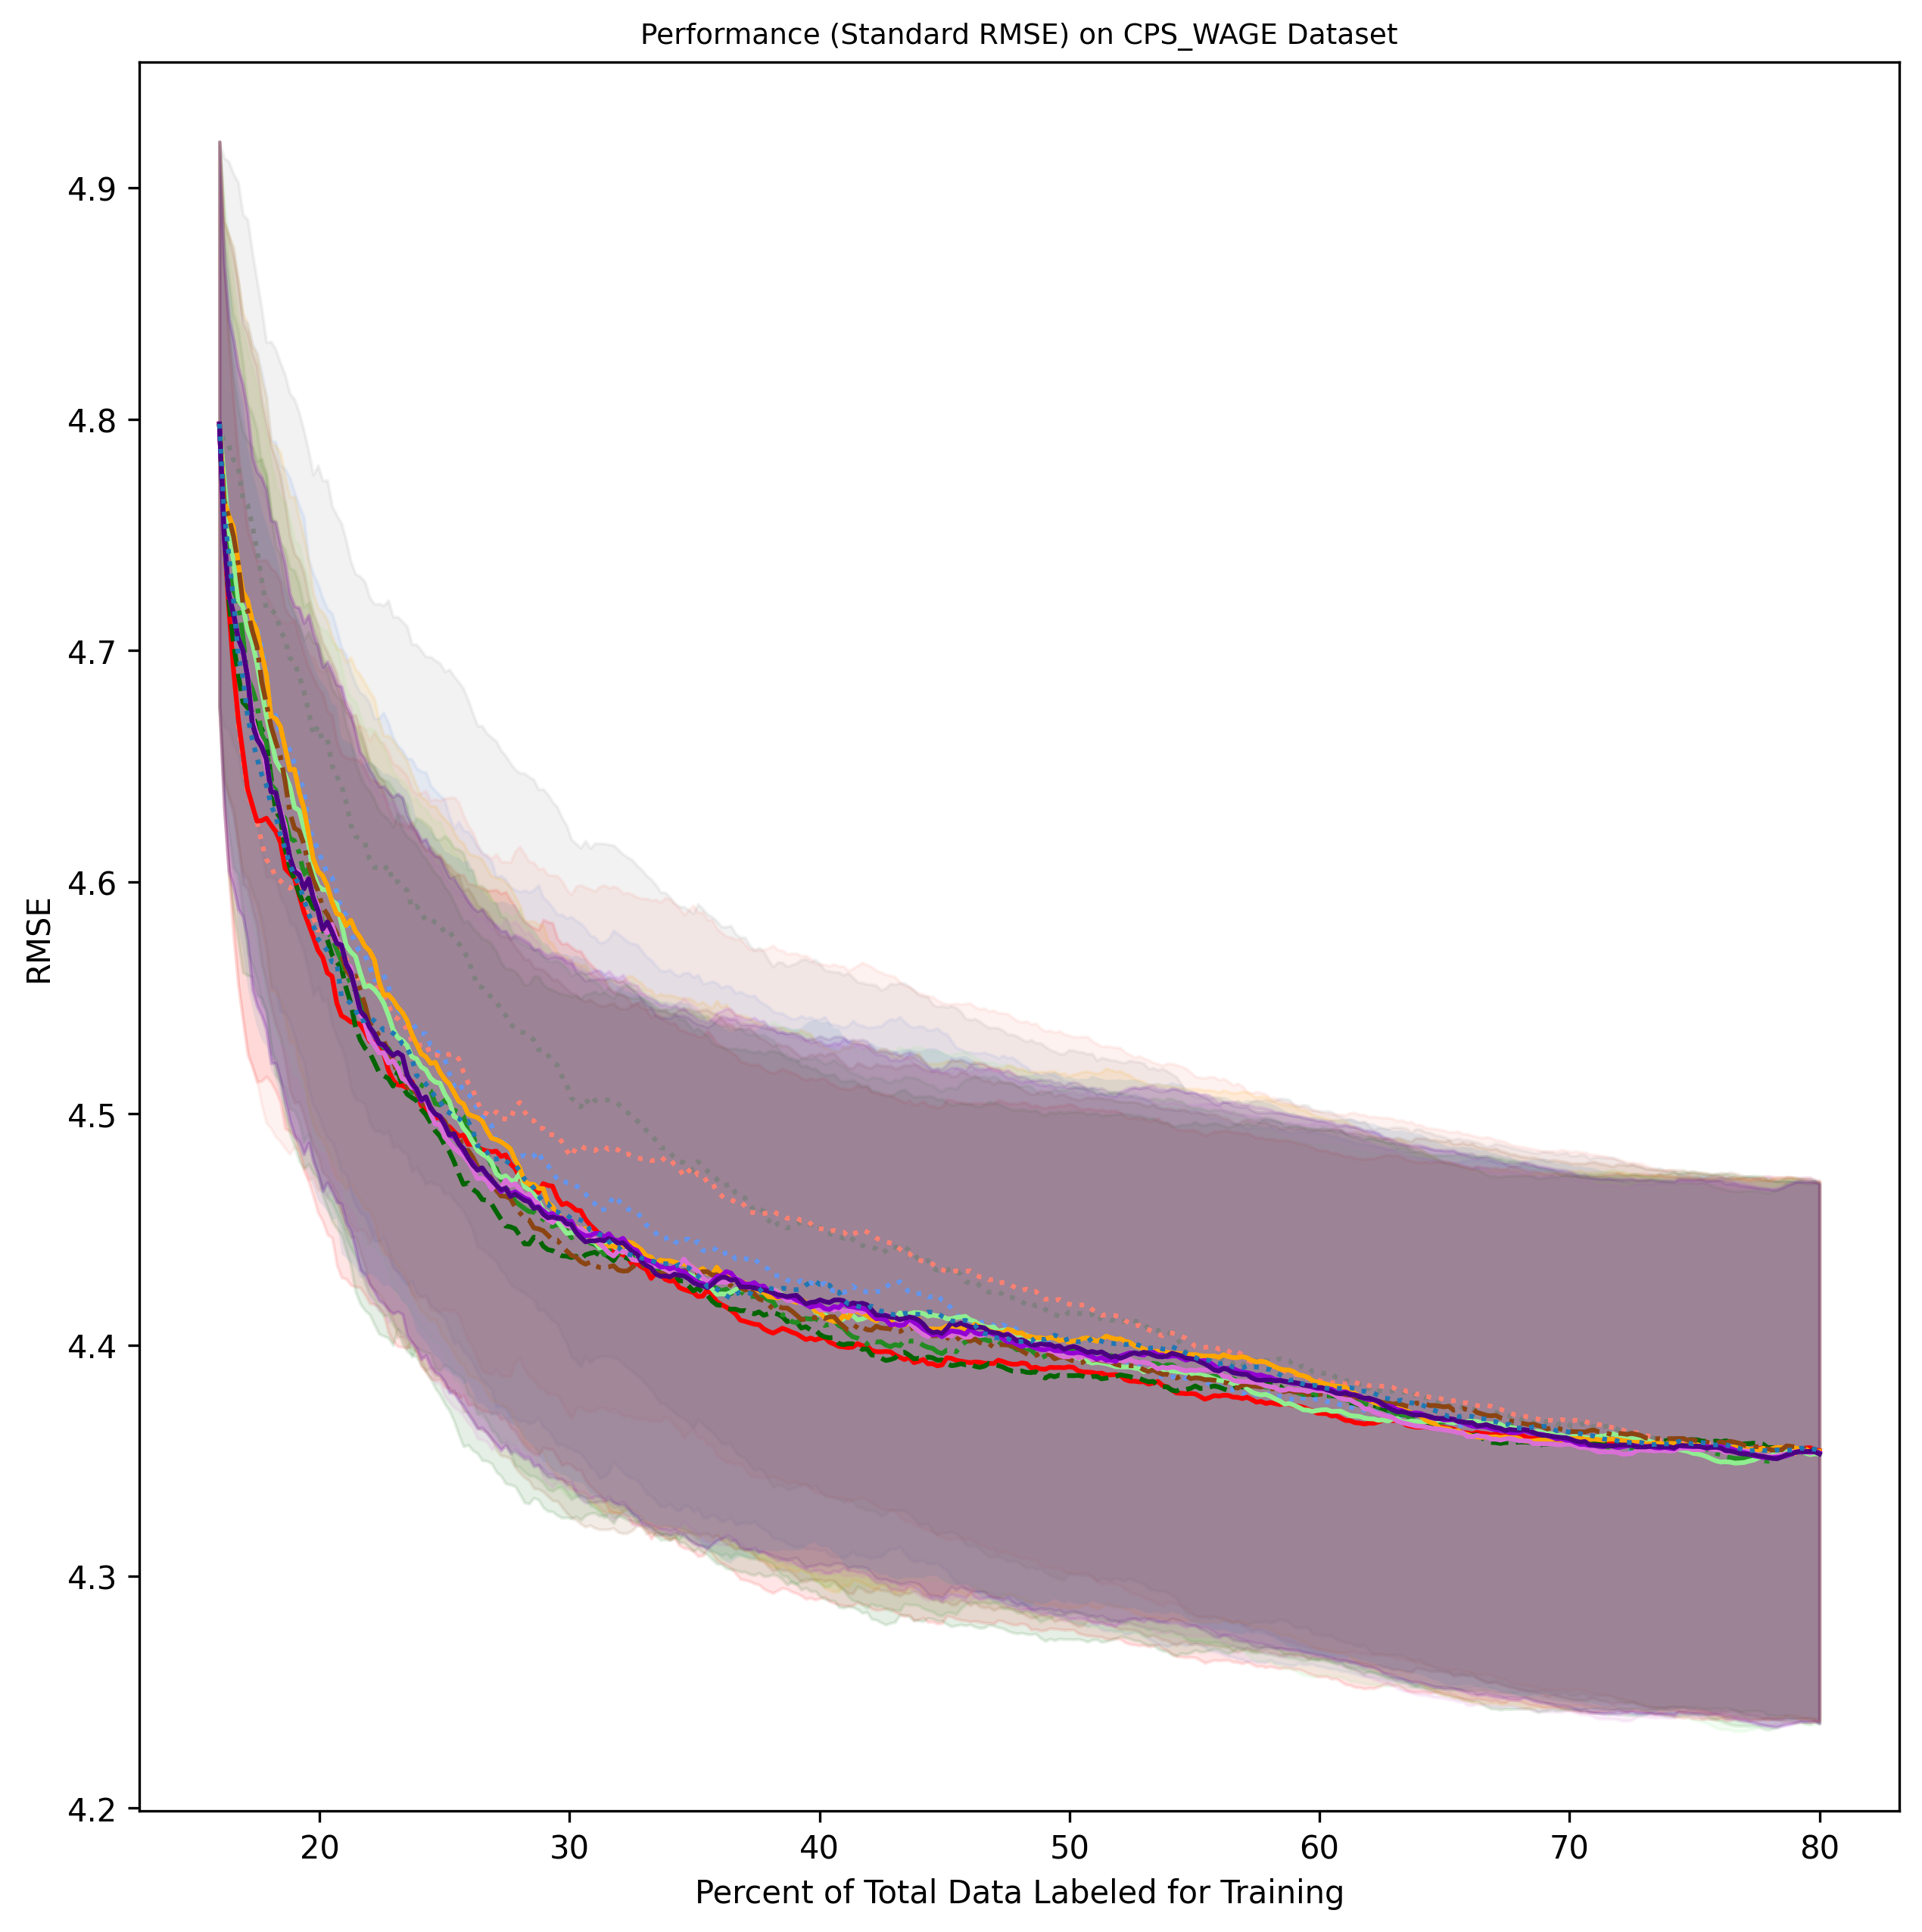 Performance (Standard RMSE) on CPS_WAGE Dataset
4.9
4.8
4.7
4.6
4.5
4.4
4.3
4.2
RMSE
20 30 40 50 60 70 80
Percent of Total Data Labeled for Training